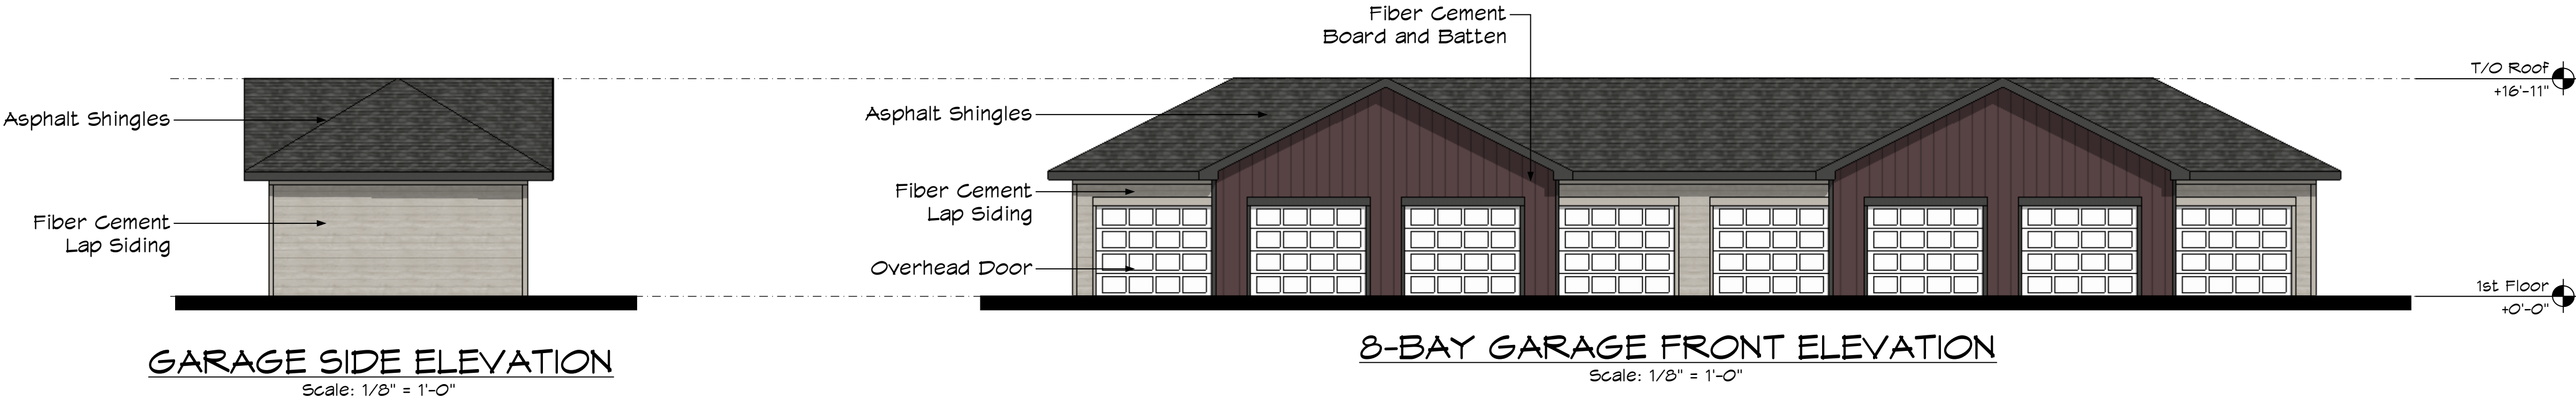 Fiber Cement
Board and Batten
T/O Roof
+16'-11"
Asphalt Shingles
Asphalt Shingles
Fiber Cement
Lap Siding
Fiber Cement
Lap Siding
Overhead Door
1st Floor
+0'-0"
GARAGE SIDE ELEVATION
Scale: 1/8" = 1'-0"
8-BAY GARAGE FRONT ELEVATION
Scale: 1/8" = 1'-0"